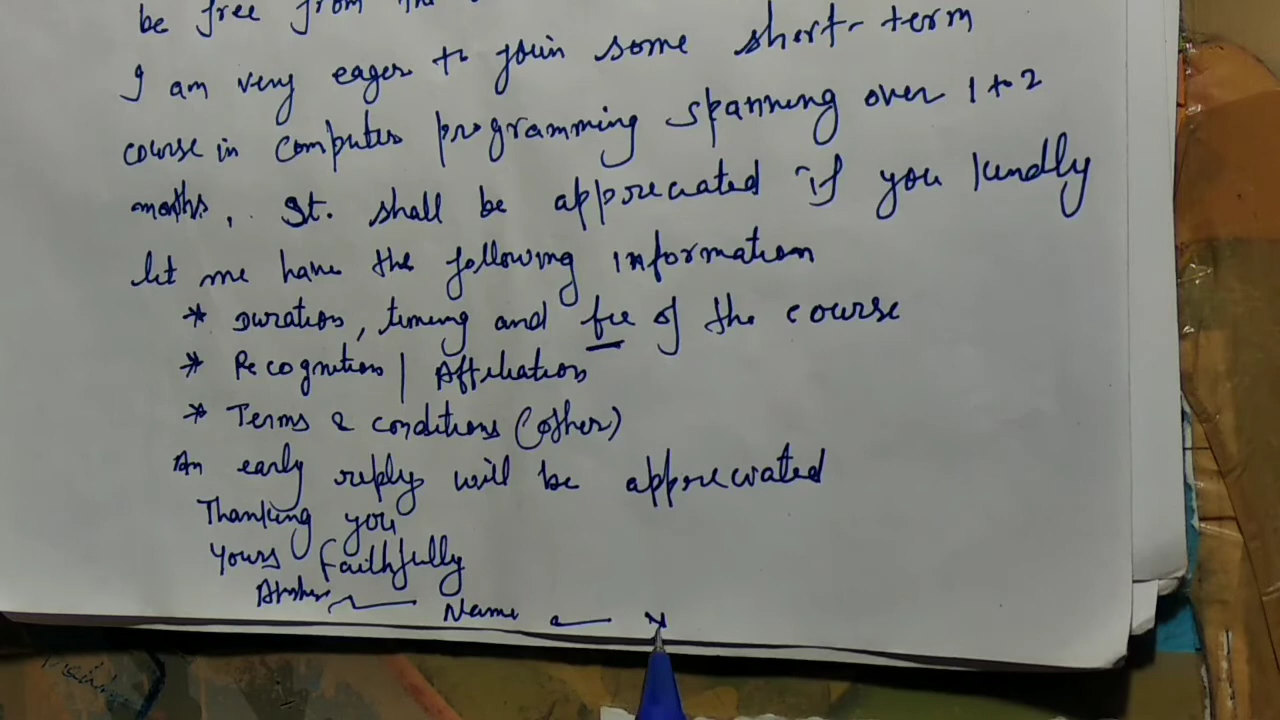 be free from the
I am very eager to join some short-term
course in computer programming spanning over 1 to 2
months, . It. shall be appreciated if you kindly
let me have the following information
* Duration, timing and fee of the course
* Recognition | Affiliation
* Terms & conditions (other)
An early reply will be appreciated
Thanking you
Yours faithfully
Name